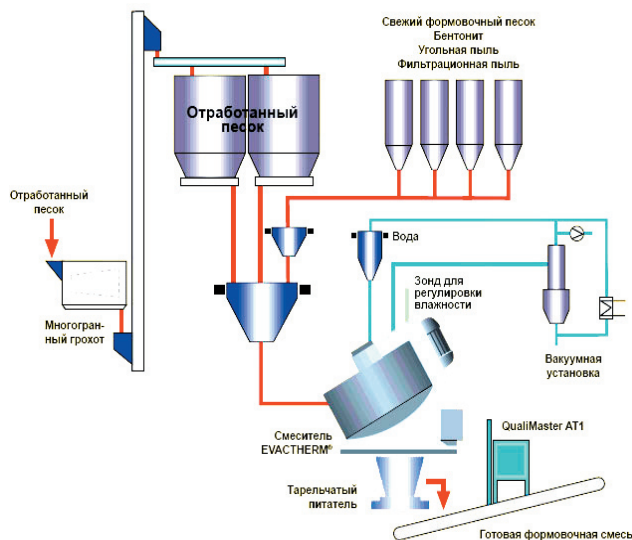 Свежий формовочный песок
Бентонит
Угольная пыль
Фильтрационная пыль
Отработанный
песок
Отработанный
песок
Вода
Зонд для
регулировки
влажности
Многогран-
ный грохот
Вакуумная
установка
Смеситель
EVACTHERM®
QualiMaster AT1
Тарельчатый
питатель
Готовая формовочная смесь